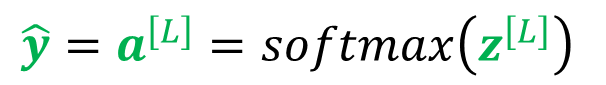 ŷ = a^[L] = softmax(z^[L])